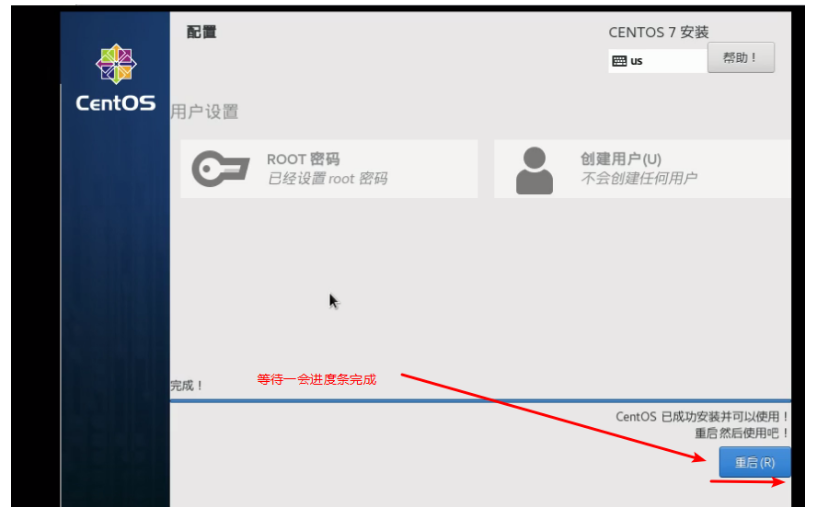 配置
CENTOS 7 安装
us
帮助！
CentOS
用户设置
ROOT 密码
已经设置 root 密码
创建用户(U)
不会创建任何用户
完成！
等待一会进度条完成
CentOS 已成功安装并可以使用！
重启然后使用吧！
重启(R)